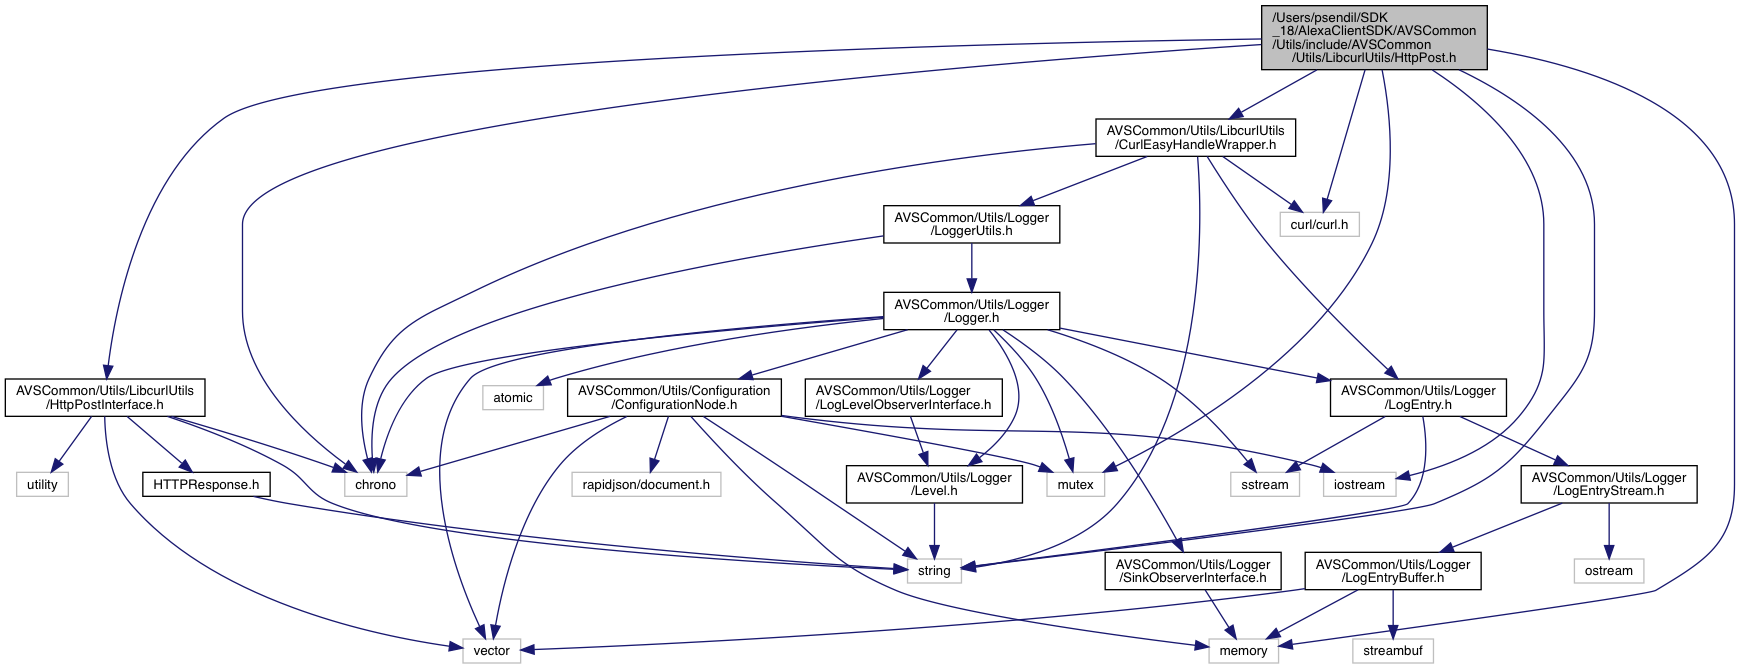 /Users/psendil/SDK
_18/AlexaClientSDK/AVSCommon
/Utils/include/AVSCommon
/Utils/LibcurlUtils/HttpPost.h
AVSCommon/Utils/LibcurlUtils
/CurlEasyHandleWrapper.h
AVSCommon/Utils/Logger
/LoggerUtils.h
curl/curl.h
AVSCommon/Utils/Logger
/Logger.h
AVSCommon/Utils/LibcurlUtils
/HttpPostInterface.h
atomic
AVSCommon/Utils/Configuration
/ConfigurationNode.h
AVSCommon/Utils/Logger
/LogLevelObserverInterface.h
AVSCommon/Utils/Logger
/LogEntry.h
utility
HTTPResponse.h
chrono
rapidjson/document.h
AVSCommon/Utils/Logger
/Level.h
mutex
sstream
iostream
AVSCommon/Utils/Logger
/LogEntryStream.h
string
AVSCommon/Utils/Logger
/SinkObserverInterface.h
AVSCommon/Utils/Logger
/LogEntryBuffer.h
ostream
vector
memory
streambuf